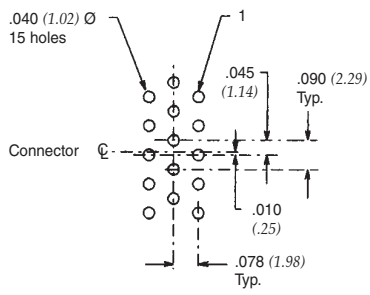 .040 (1.02) Ø
15 holes
1
.045
(1.14)
.090 (2.29)
Typ.
Connector ℄
.010
(.25)
.078 (1.98)
Typ.